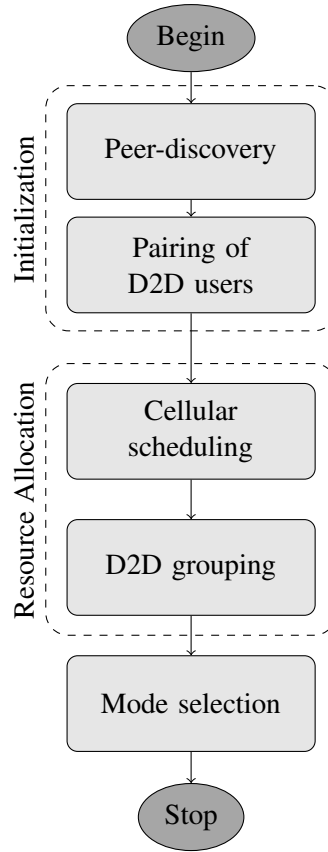 Begin
Initialization
Peer-discovery
Pairing of
D2D users
Resource Allocation
Cellular
scheduling
D2D grouping
Mode selection
Stop